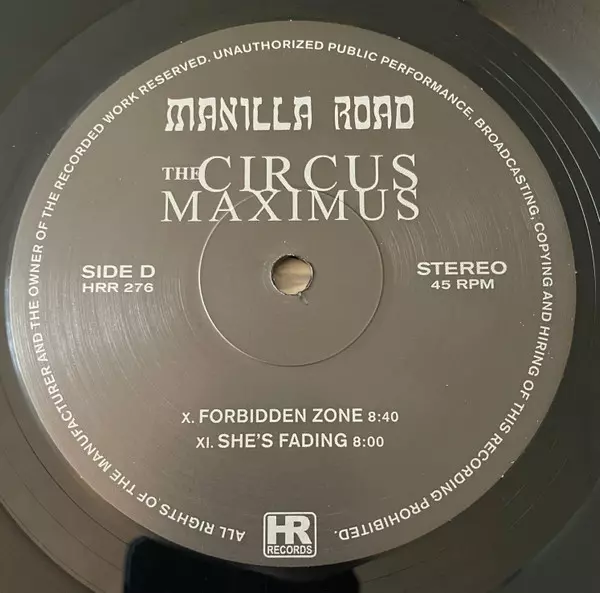 MANILLA ROAD
THE CIRCUS
MAXIMUS
SIDE D
HRR 276
STEREO
45 RPM
X. FORBIDDEN ZONE 8:40
XI. SHE'S FADING 8:00
HR
RECORDS
ALL RIGHTS OF THE MANUFACTURER AND THE OWNER OF THE RECORDED WORK RESERVED. UNAUTHORIZED PUBLIC PERFORMANCE, BROADCASTING, COPYING AND HIRING OF THIS RECORDING PROHIBITED.